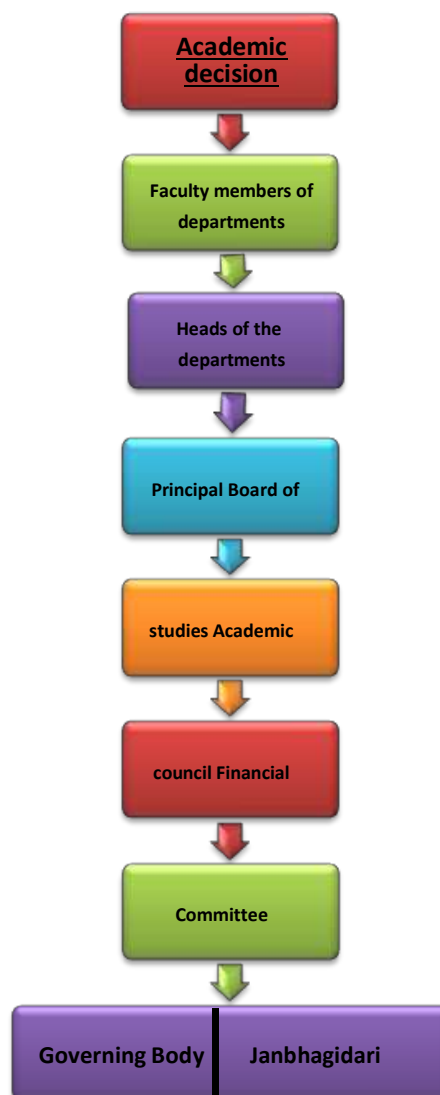 Academic
decision
Faculty members of
departments
Heads of the
departments
Principal Board of
studies Academic
council Financial
Committee
Governing Body
Janbhagidari